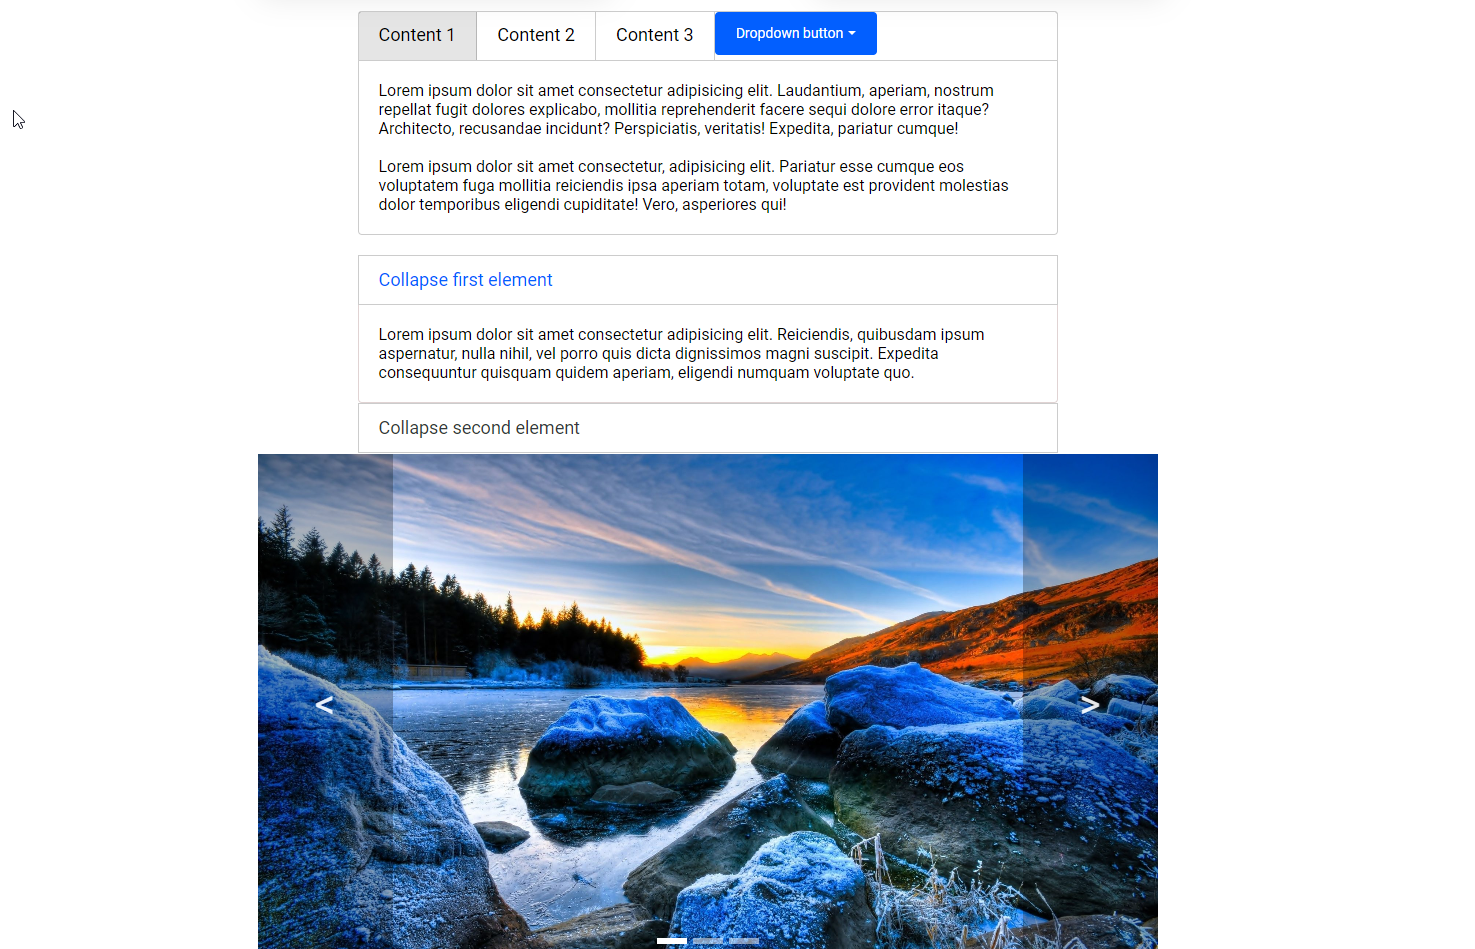 Content 1 Content 2 Content 3 Dropdown button
Lorem ipsum dolor sit amet consectetur adipisicing elit. Laudantium, aperiam, nostrum
repellat fugit dolores explicabo, mollitia reprehenderit facere sequi dolore error itaque?
Architecto, recusandae incidunt? Perspiciatis, veritatis! Expedita, pariatur cumque!
Lorem ipsum dolor sit amet consectetur, adipisicing elit. Pariatur esse cumque eos
voluptatem fuga mollitia reiciendis ipsa aperiam totam, voluptate est provident molestias
dolor temporibus eligendi cupiditate! Vero, asperiores qui!
Collapse first element
Lorem ipsum dolor sit amet consectetur adipisicing elit. Reiciendis, quibusdam ipsum
aspernatur, nulla nihil, vel porro quis dicta dignissimos magni suscipit. Expedita
consequuntur quisquam quidem aperiam, eligendi numquam voluptate quo.
Collapse second element
< >